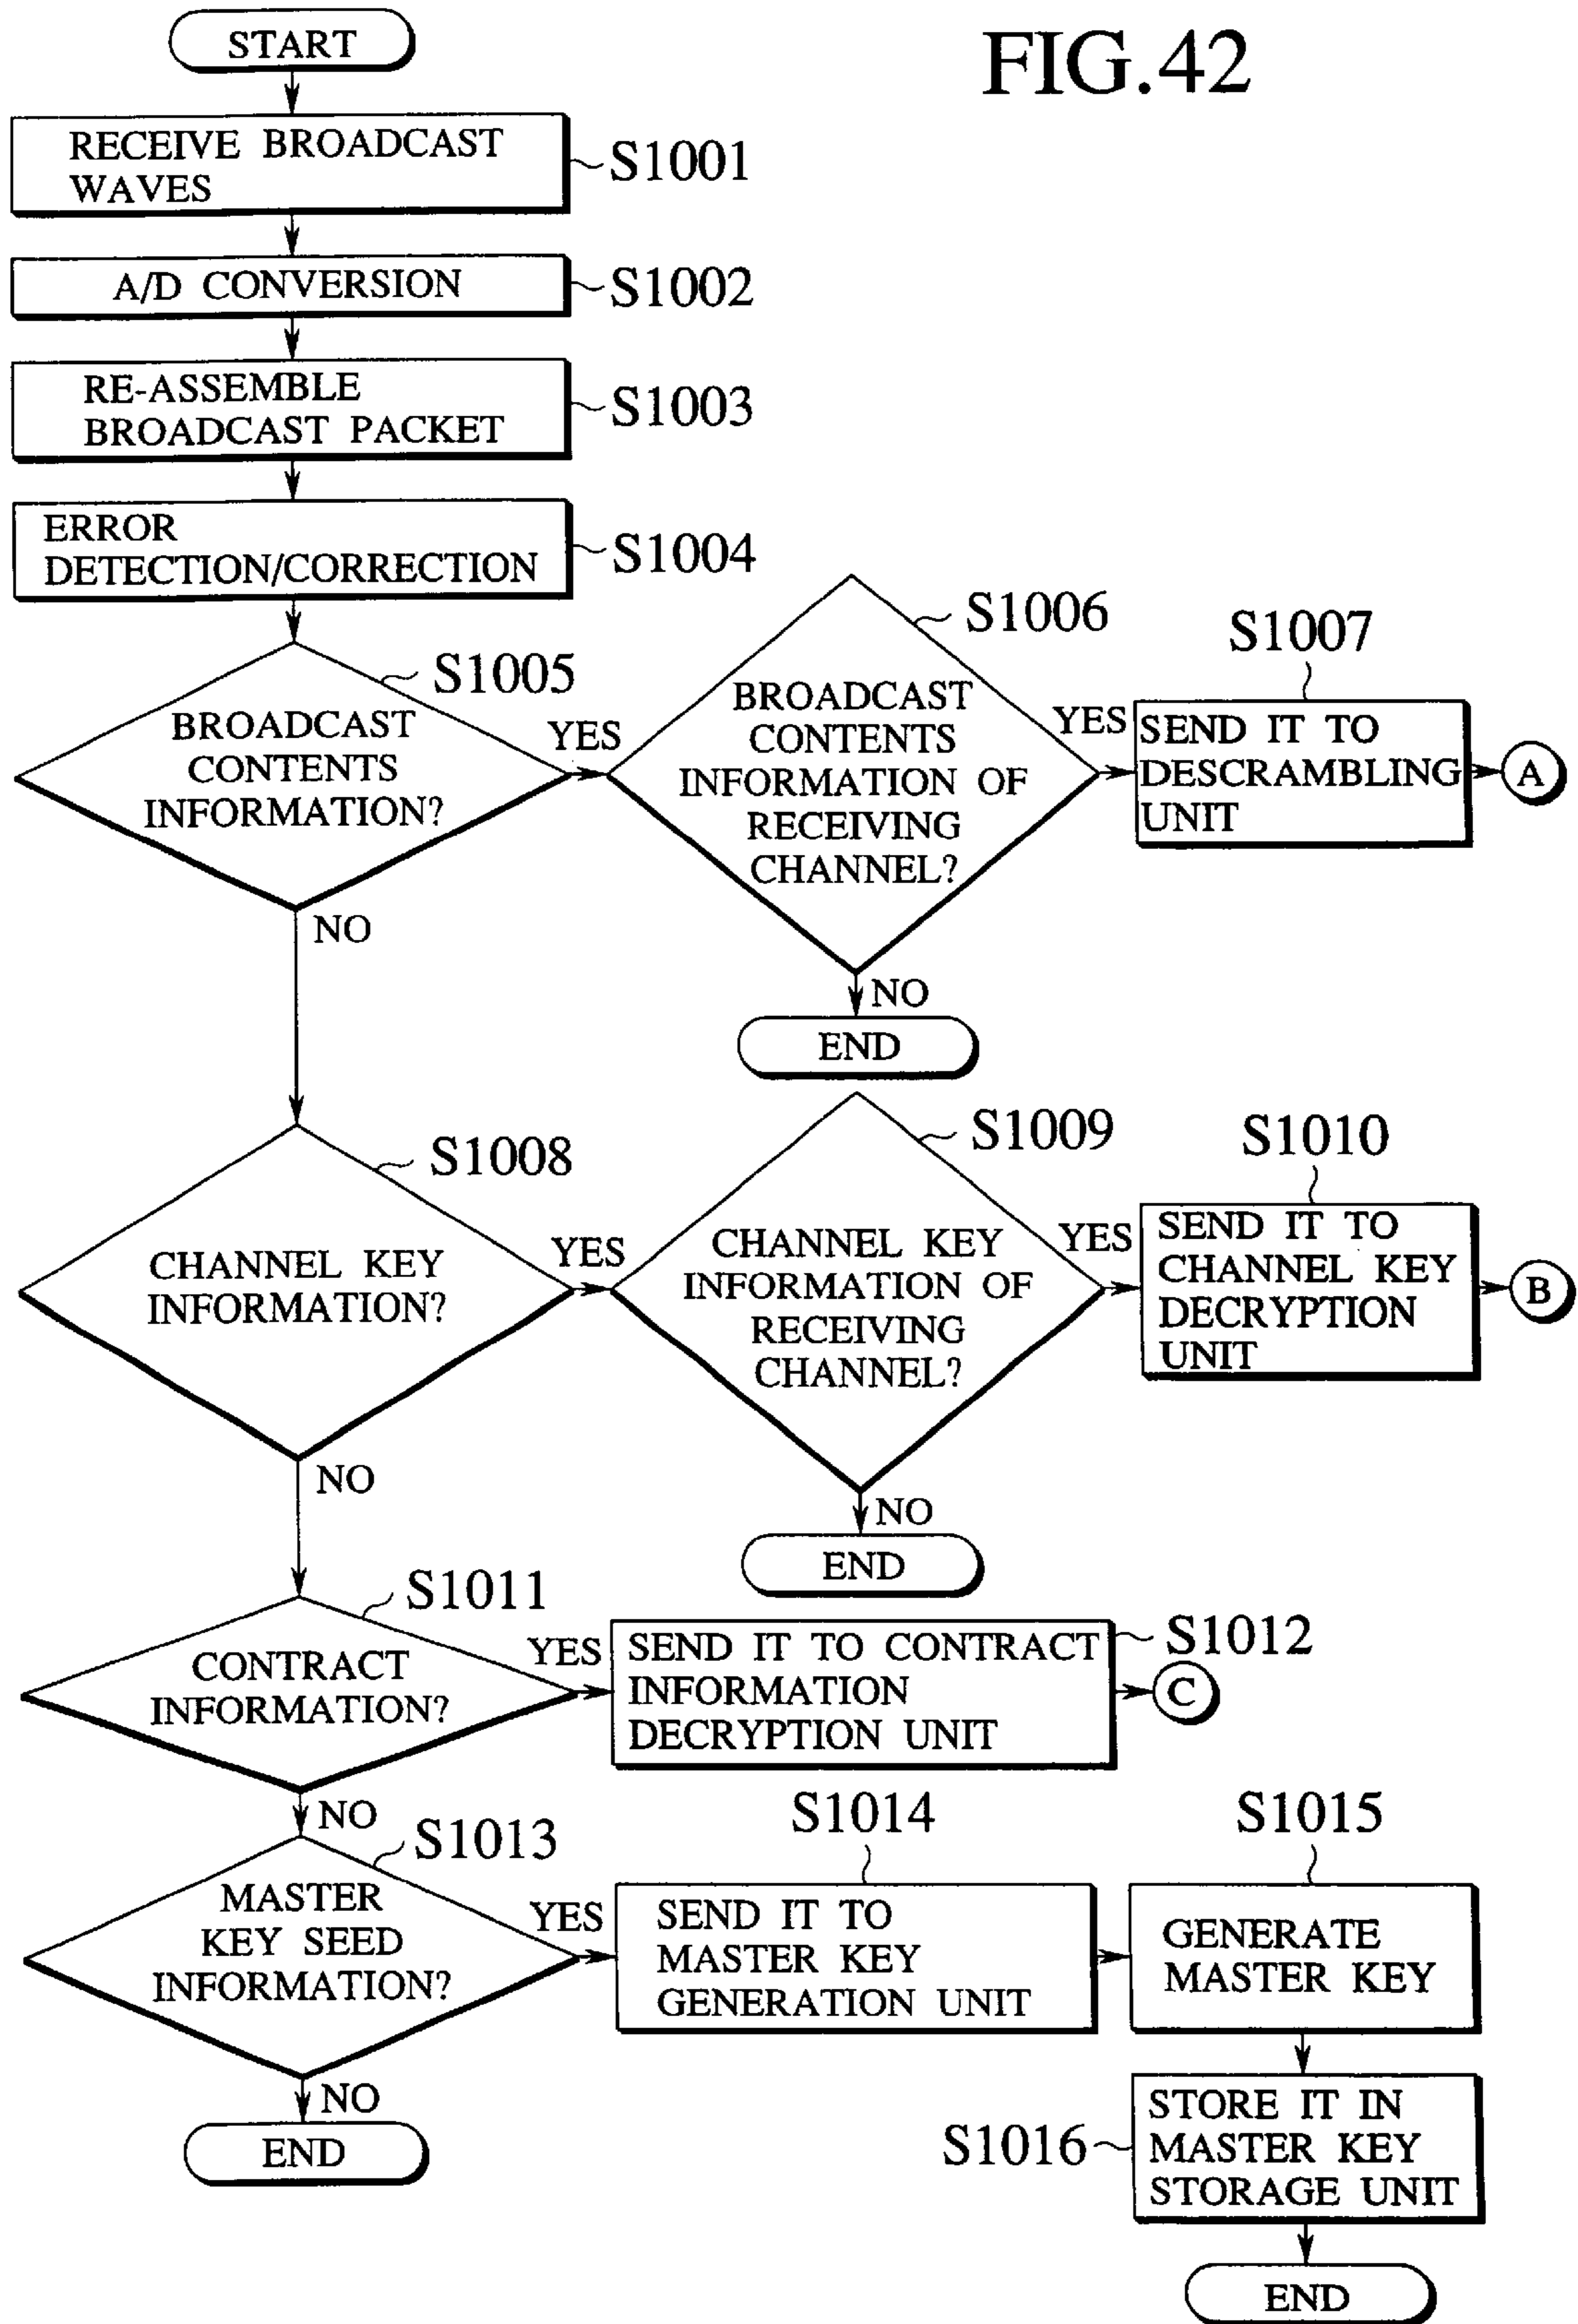 START
FIG.42
RECEIVE BROADCAST
WAVES
S1001
A/D CONVERSION
S1002
RE-ASSEMBLE
BROADCAST PACKET
S1003
ERROR
DETECTION/CORRECTION
S1004
S1005
BROADCAST
CONTENTS
INFORMATION?
YES
NO
S1006
BROADCAST
CONTENTS
INFORMATION OF
RECEIVING
CHANNEL?
YES
NO
END
S1007
SEND IT TO
DESCRAMBLING
UNIT
A
S1008
CHANNEL KEY
INFORMATION?
YES
NO
S1009
CHANNEL KEY
INFORMATION OF
RECEIVING
CHANNEL?
YES
NO
END
S1010
SEND IT TO
CHANNEL KEY
DECRYPTION
UNIT
B
S1011
CONTRACT
INFORMATION?
YES
NO
S1012
SEND IT TO CONTRACT
INFORMATION
DECRYPTION UNIT
C
S1013
MASTER
KEY SEED
INFORMATION?
YES
NO
END
S1014
SEND IT TO
MASTER KEY
GENERATION UNIT
S1015
GENERATE
MASTER KEY
S1016
STORE IT IN
MASTER KEY
STORAGE UNIT
END